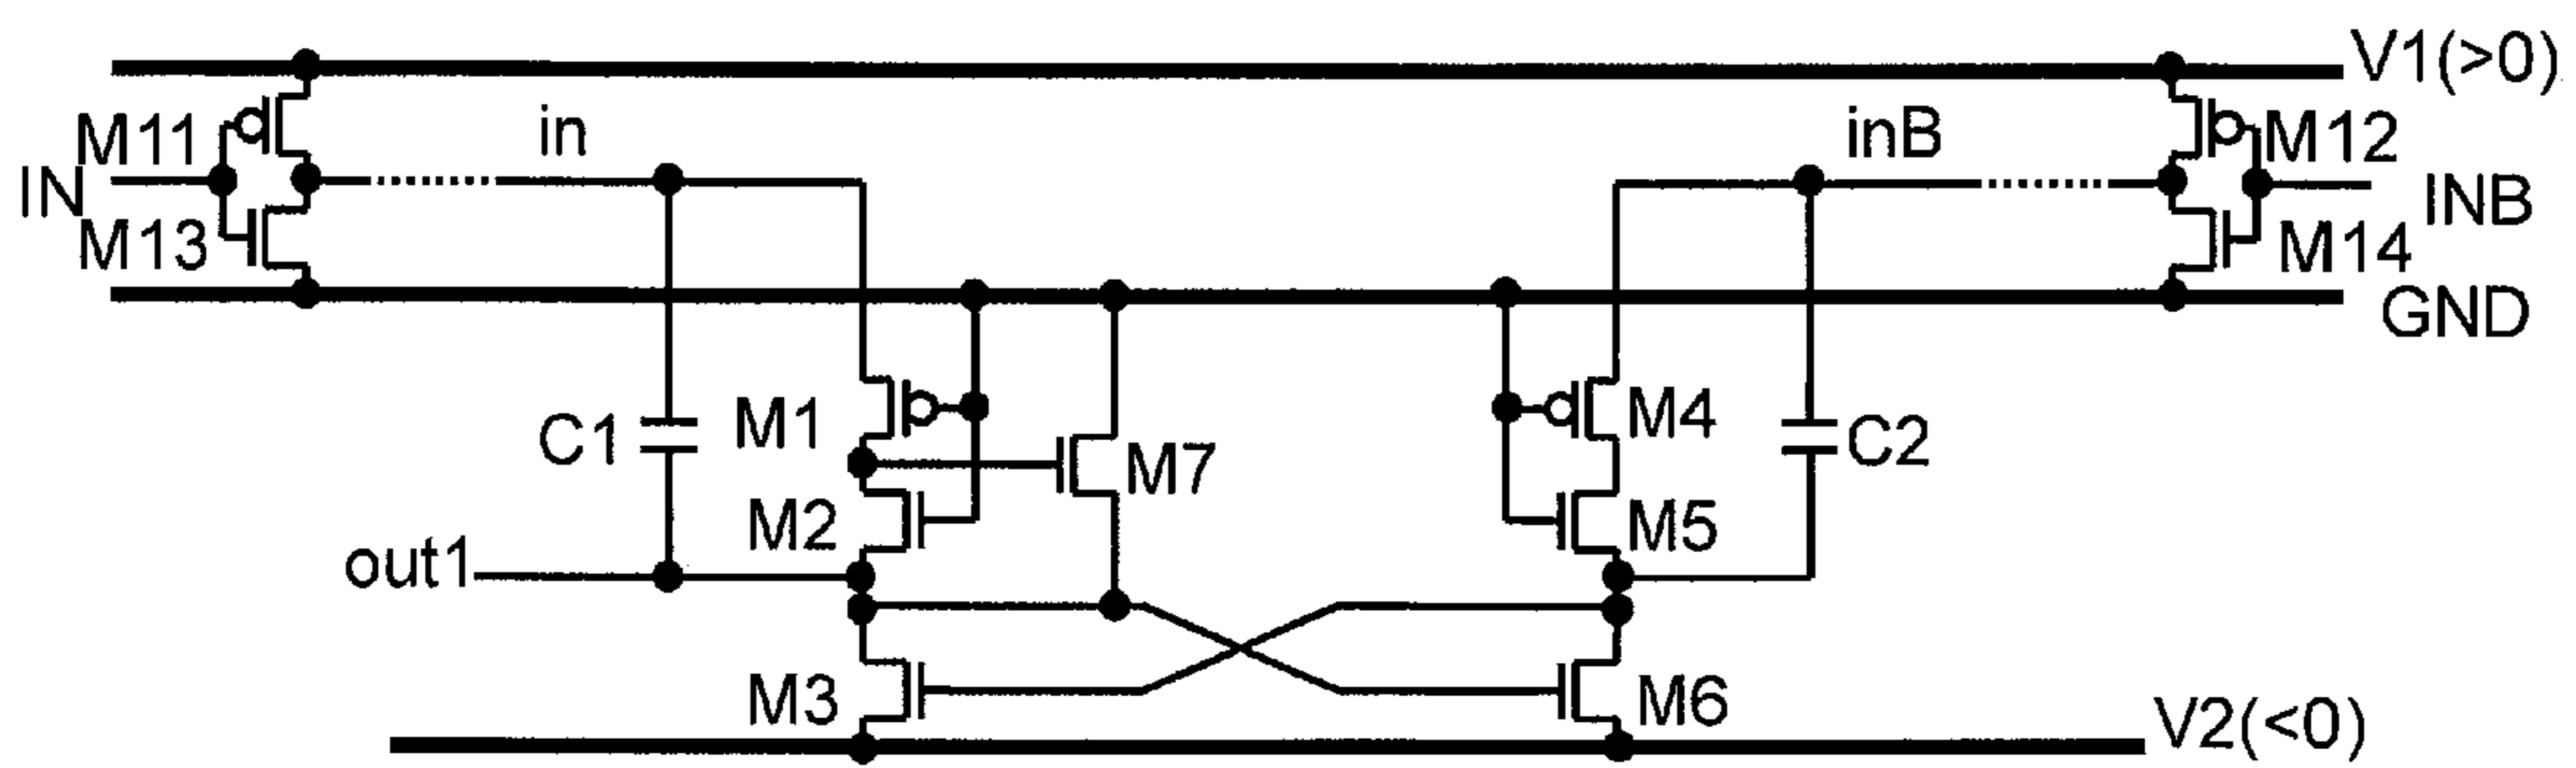 V1(>0)
M11
in
inB
M12
IN
INB
M13
M14
GND
C1
M1
M7
M4
C2
M2
M5
out1
M3
M6
V2(<0)